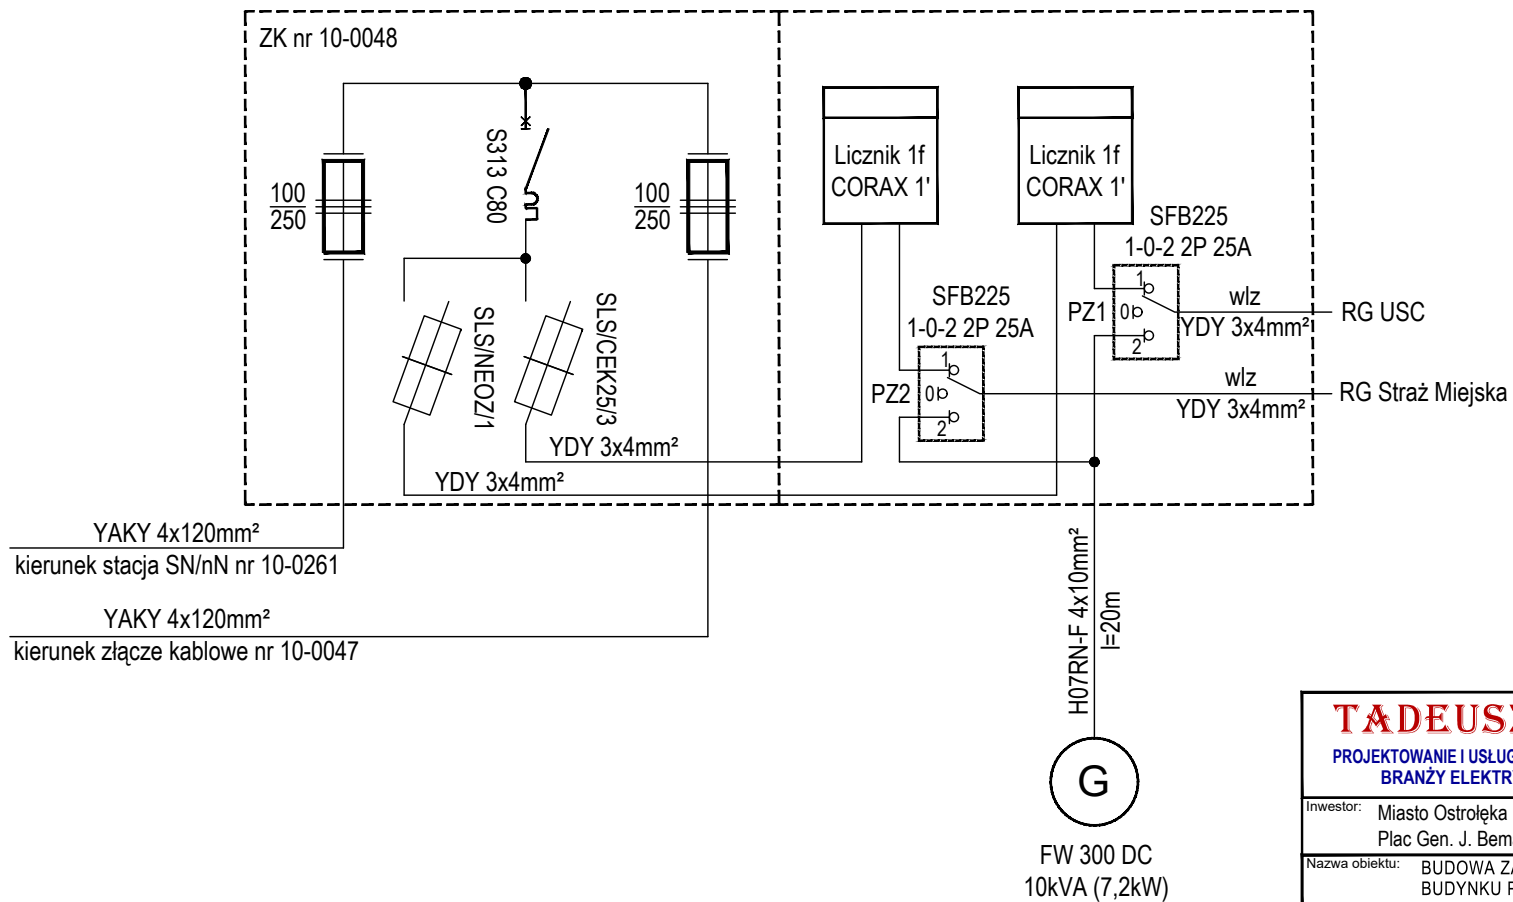 ZK nr 10-0048
100
250
S313 C80
100
250
SLS/NEOZ/1
SLS/CEK25/3
Licznik 1f
CORAX 1'
Licznik 1f
CORAX 1'
SFB225
1-0-2 2P 25A
PZ1
1
0
2
wlz
YDY 3x4mm²
RG USC
SFB225
1-0-2 2P 25A
PZ2
1
0
2
wlz
YDY 3x4mm²
RG Straż Miejska
YDY 3x4mm²
YDY 3x4mm²
YAKY 4x120mm²
kierunek stacja SN/nN nr 10-0261
YAKY 4x120mm²
kierunek złącze kablowe nr 10-0047
H07RN-F 4x10mm²
l=20m
G
FW 300 DC
10kVA (7,2kW)
PROJEKTOWANIE I
BRANŻY
Inwestor: Miasto Ostrołęka
Plac Gen. J.
Nazwa obiektu: BUDOWA
BUDYNKU